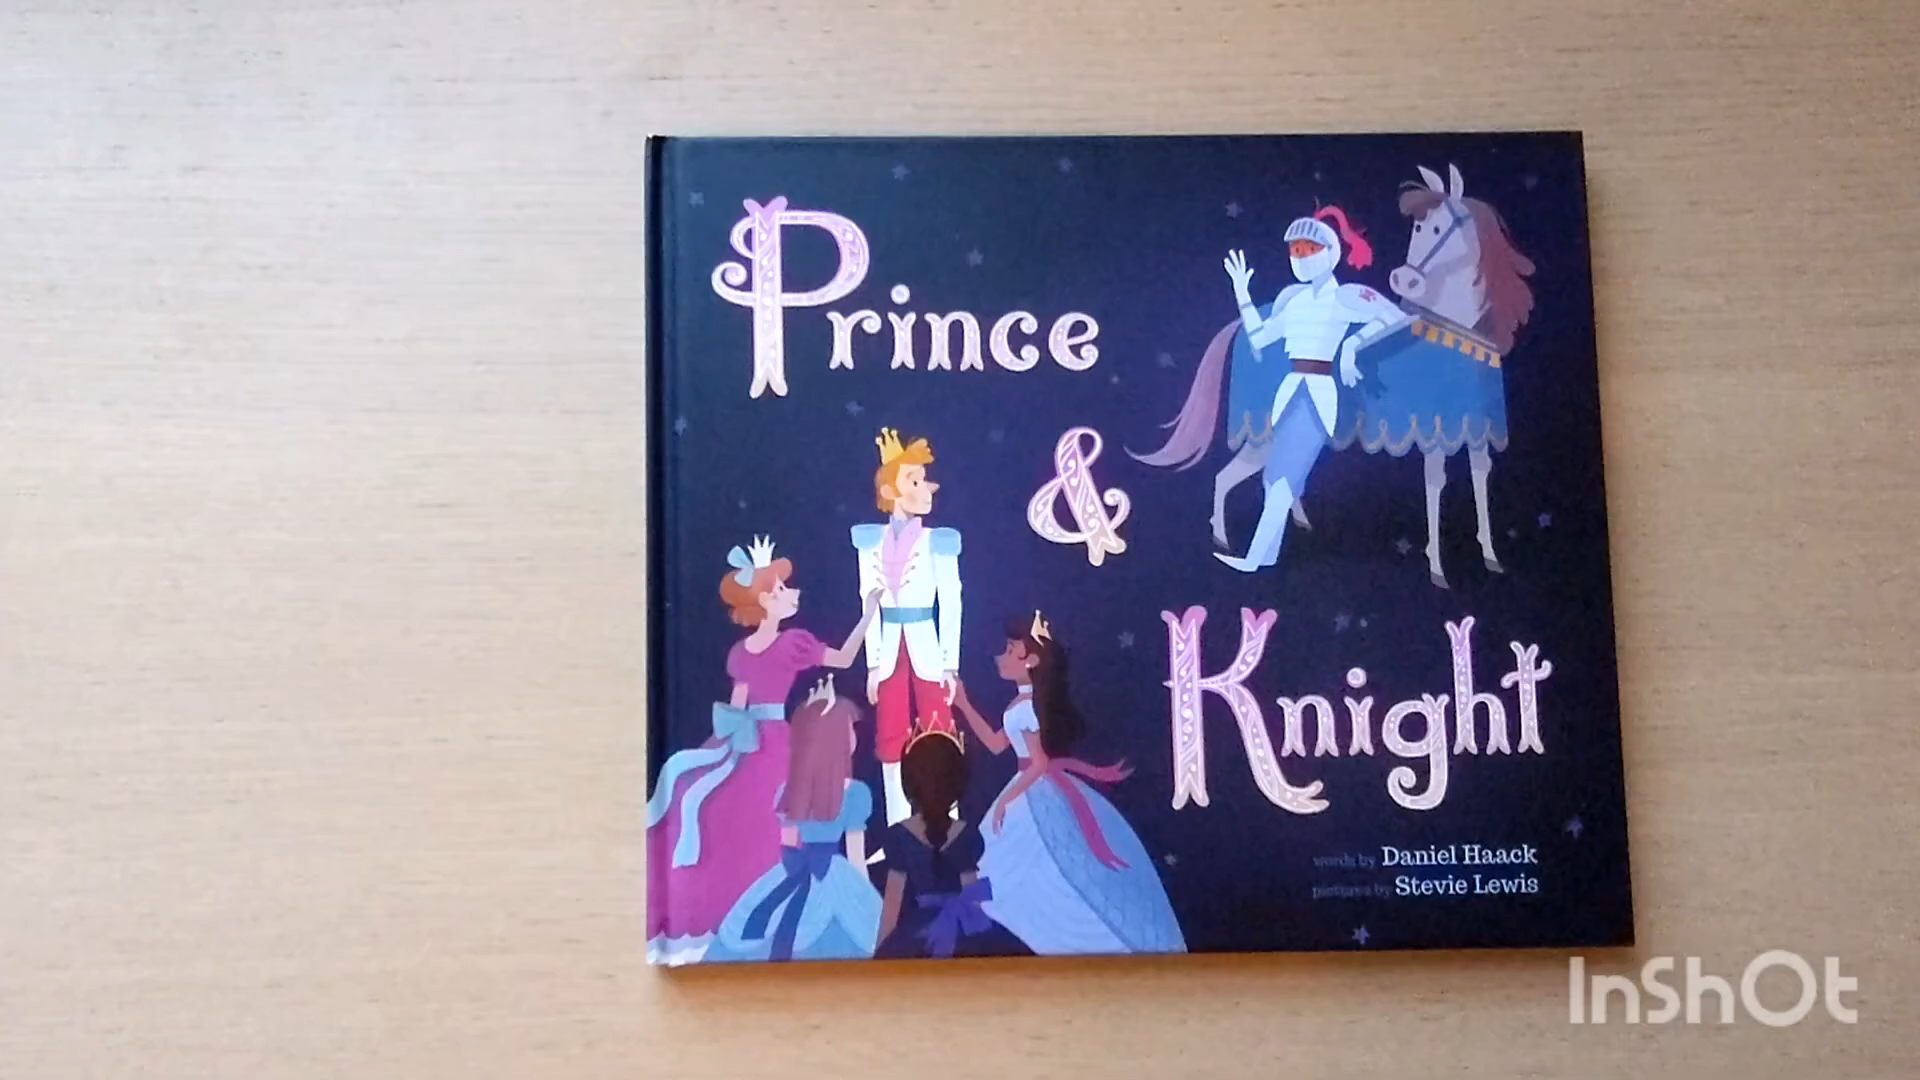 Prince
&
Knight
words by Daniel Haack
pictures by Stevie Lewis
InShOt